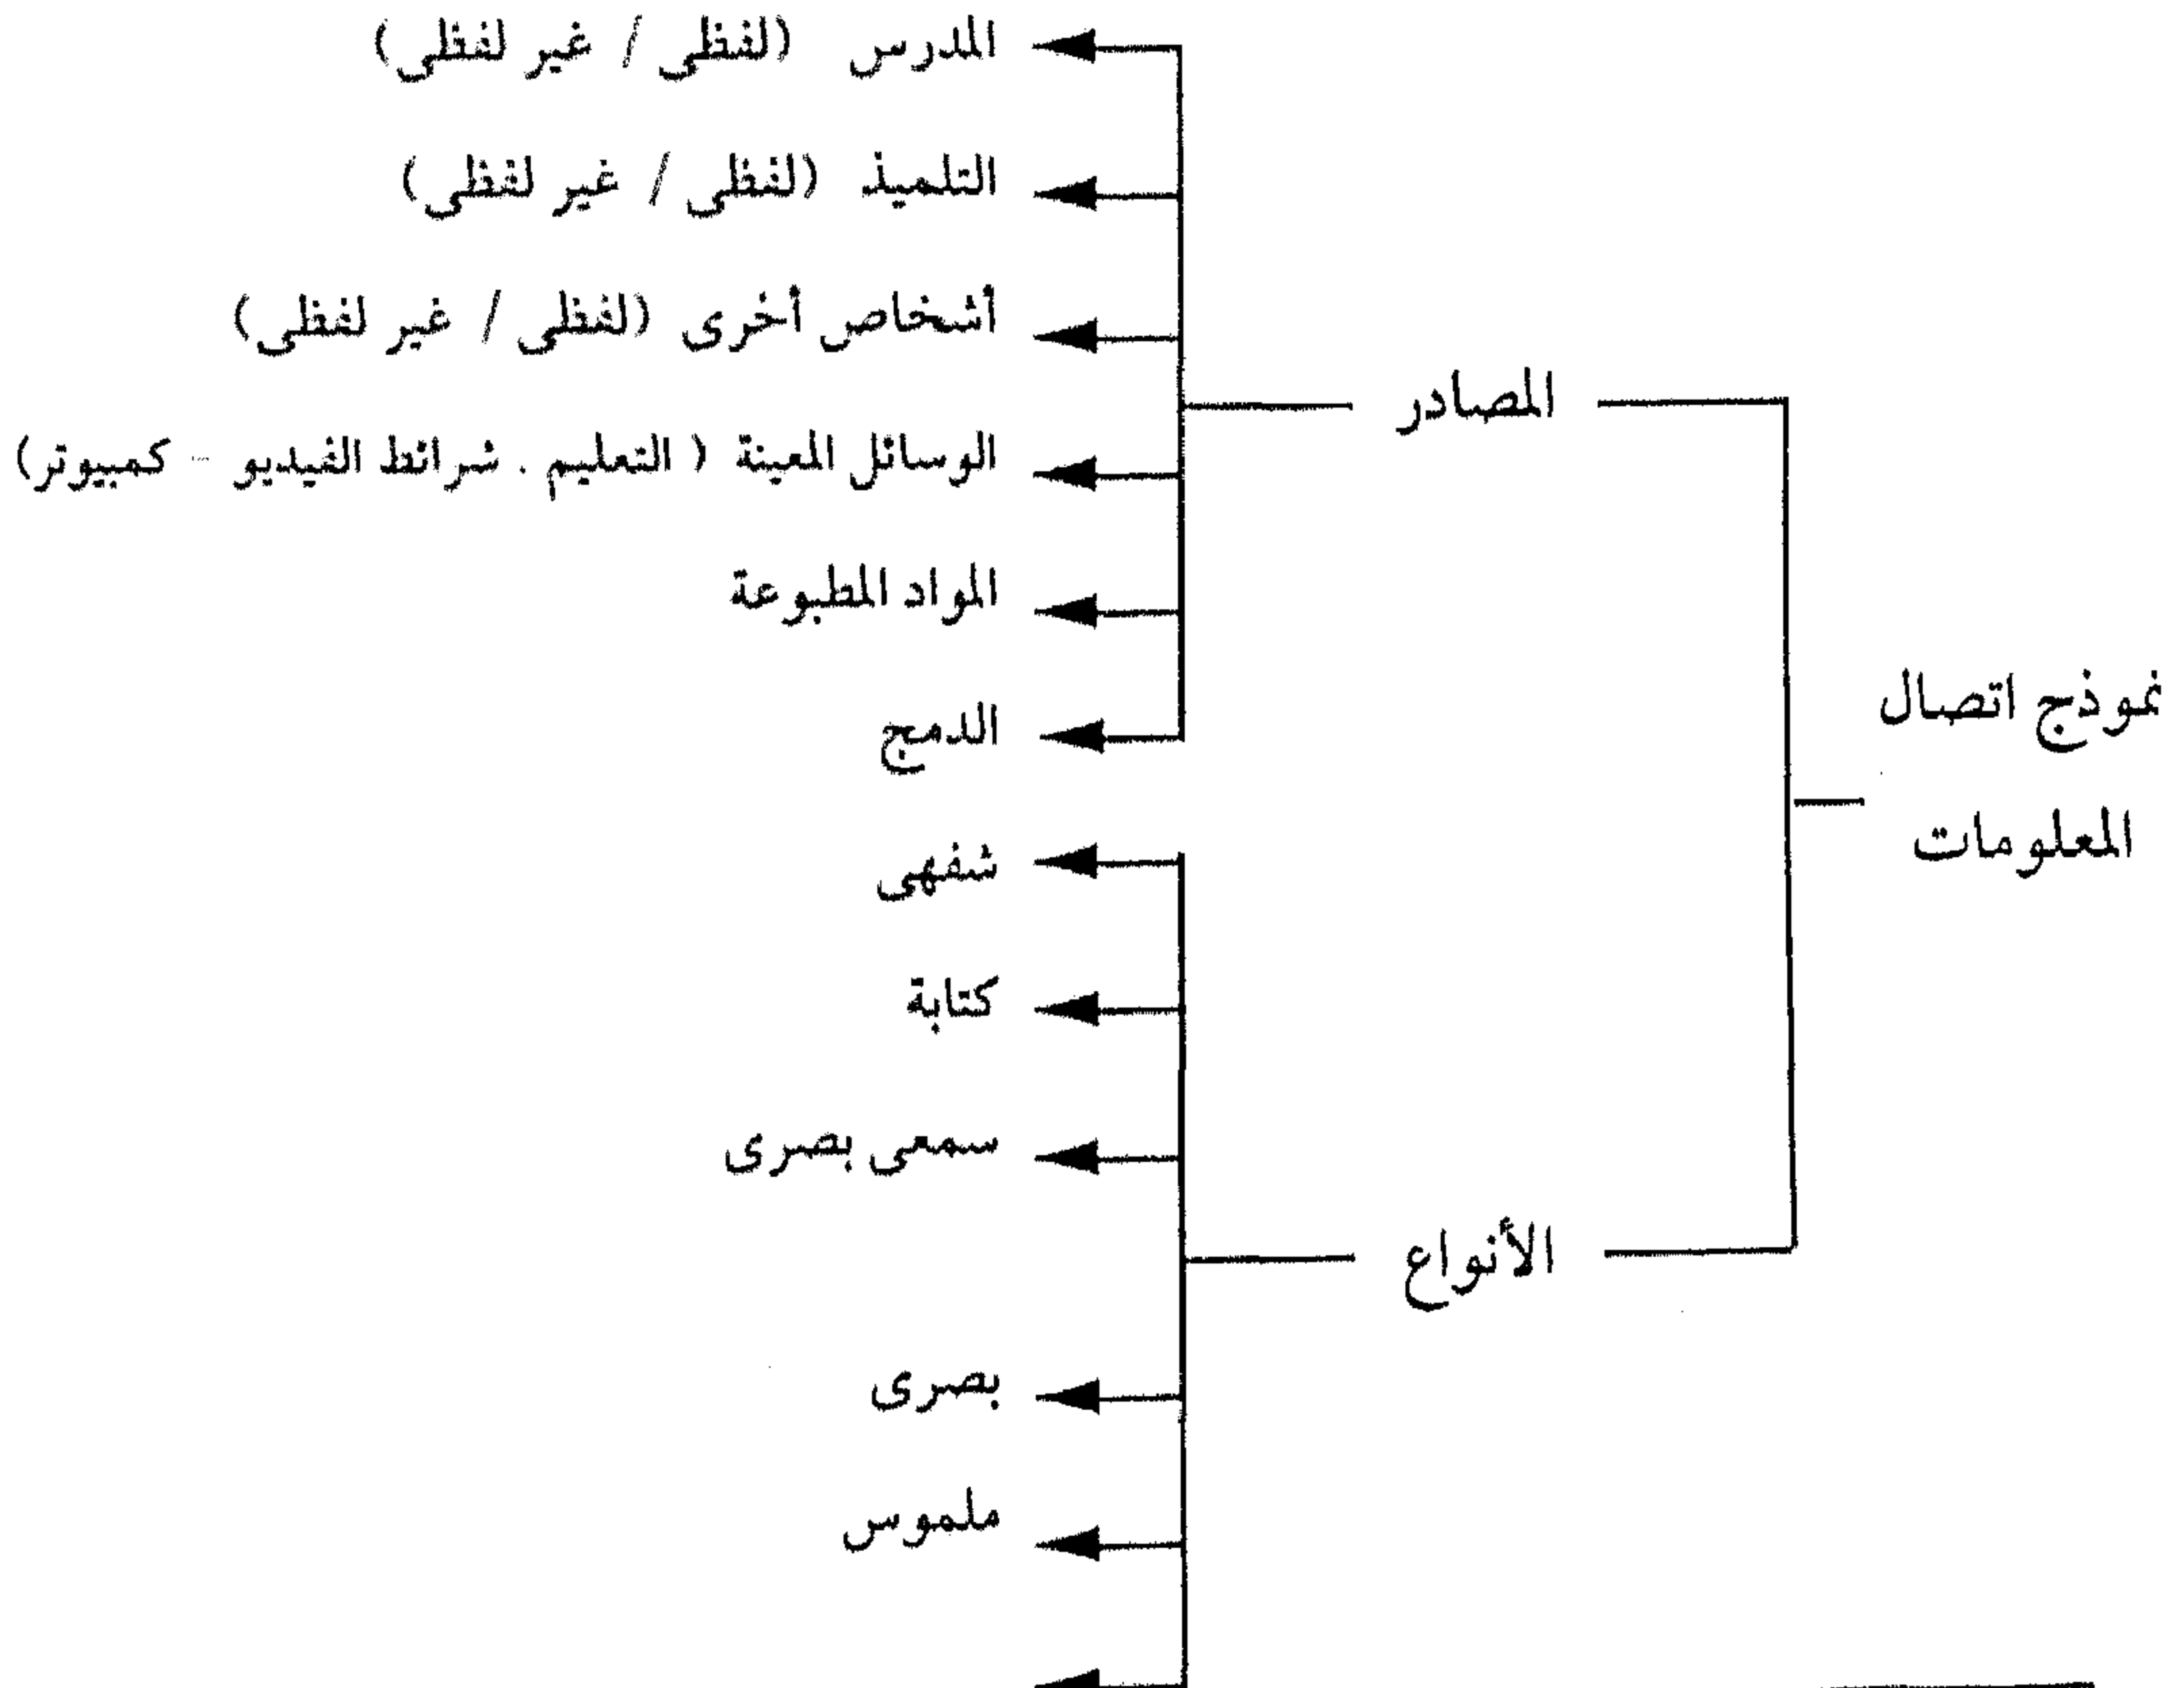 نموذج اتصال
المعلومات
المصادر
المدرس (لفظى / غير لفظى)
التلميذ (لفظى / غير لفظى)
أشخاص أخرى (لفظى / غير لفظى)
الوسائل المعينة ( التعليم . شرائط الفيديو - كمبيوتر)
المواد المطبوعة
الدمج
الأنواع
شفهى
كتابة
سمعى بصرى
بصرى
ملموس